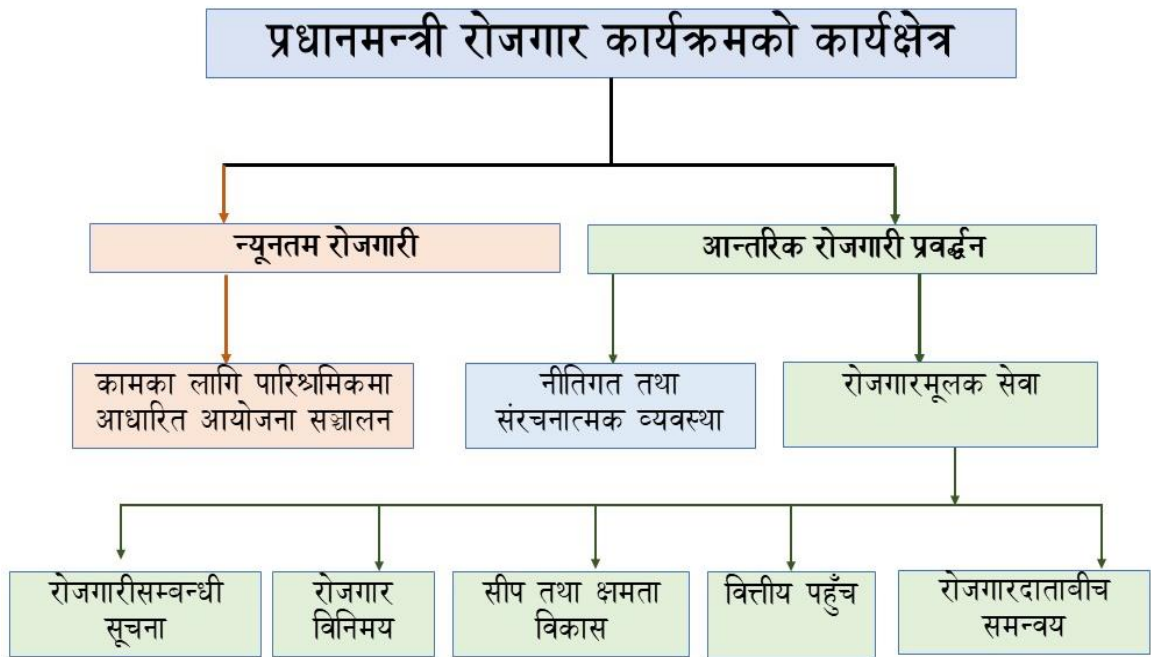 प्रधानमन्त्री रोजगार कार्यक्रमको कार्यक्षेत्र
न्यूनतम रोजगारी
आन्तरिक रोजगारी प्रवर्द्धन
कामका लागि पारिश्रमिकमा
आधारित आयोजना सञ्चालन
नीतिगत तथा
संरचनात्मक व्यवस्था
रोजगारमूलक सेवा
रोजगारीसम्बन्धी
सूचना
रोजगार
विनिमय
सीप तथा क्षमता
विकास
वित्तीय पहुँच
रोजगारदाताबीच
समन्वय